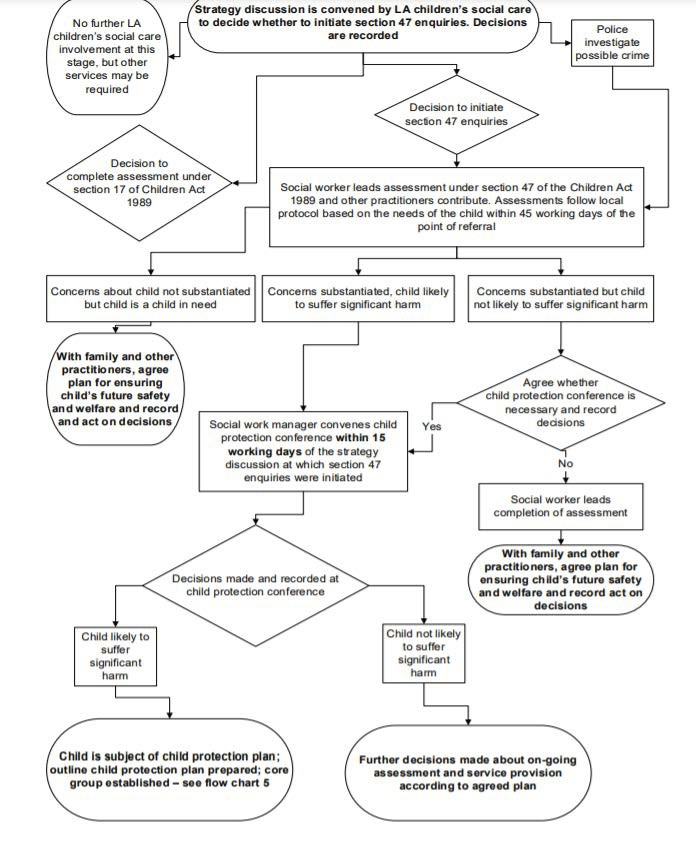 Strategy discussion is convened by LA children's social care
to decide whether to initiate section 47 enquiries. Decisions
are recorded
No further LA
children's social care
involvement at this
stage, but other
services may be
required
Police
investigate
possible crime
Decision to initiate
section 47 enquiries
Decision to
complete assessment under
section 17 of Children Act
1989
Social worker leads assessment under section 47 of the Children Act
1989 and other practitioners contribute. Assessments follow local
protocol based on the needs of the child within 45 working days of the
point of referral
Concerns about child not substantiated
but child is a child in need
Concerns substantiated, child likely
to suffer significant harm
Concerns substantiated but child
not likely to suffer significant harm
With family and other
practitioners, agree
plan for ensuring
child's future safety
and welfare and record
and act on decisions
Agree whether
child protection conference is
necessary and record
decisions
Yes
No
Social work manager convenes child
protection conference within 15
working days of the strategy
discussion at which section 47
enquiries were initiated
Social worker leads
completion of assessment
With family and other
practitioners, agree plan for
ensuring child's future safety
and welfare and record act on
decisions
Decisions made and recorded at
child protection conference
Child likely to
suffer
significant
harm
Child not likely
to suffer
significant
harm
Child is subject of child protection plan;
outline child protection plan prepared; core
group established – see flow chart 5
Further decisions made about on-going
assessment and service provision
according to agreed plan